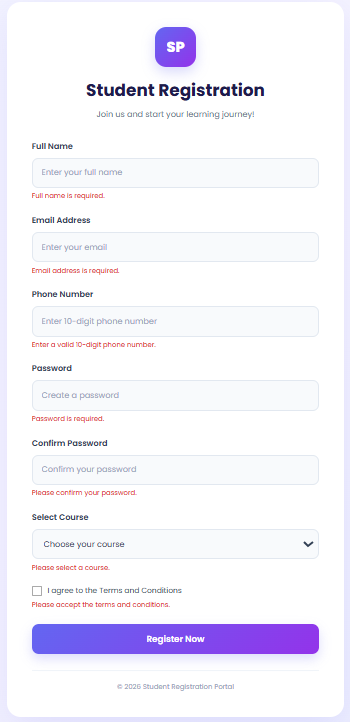 SP
Student Registration
Join us and start your learning journey!
Full Name
Enter your full name
Full name is required.
Email Address
Enter your email
Email address is required.
Phone Number
Enter 10-digit phone number
Enter a valid 10-digit phone number.
Password
Create a password
Password is required.
Confirm Password
Confirm your password
Please confirm your password.
Select Course
Choose your course
Please select a course.
I agree to the Terms and Conditions
Please accept the terms and conditions.
Register Now
© 2026 Student Registration Portal